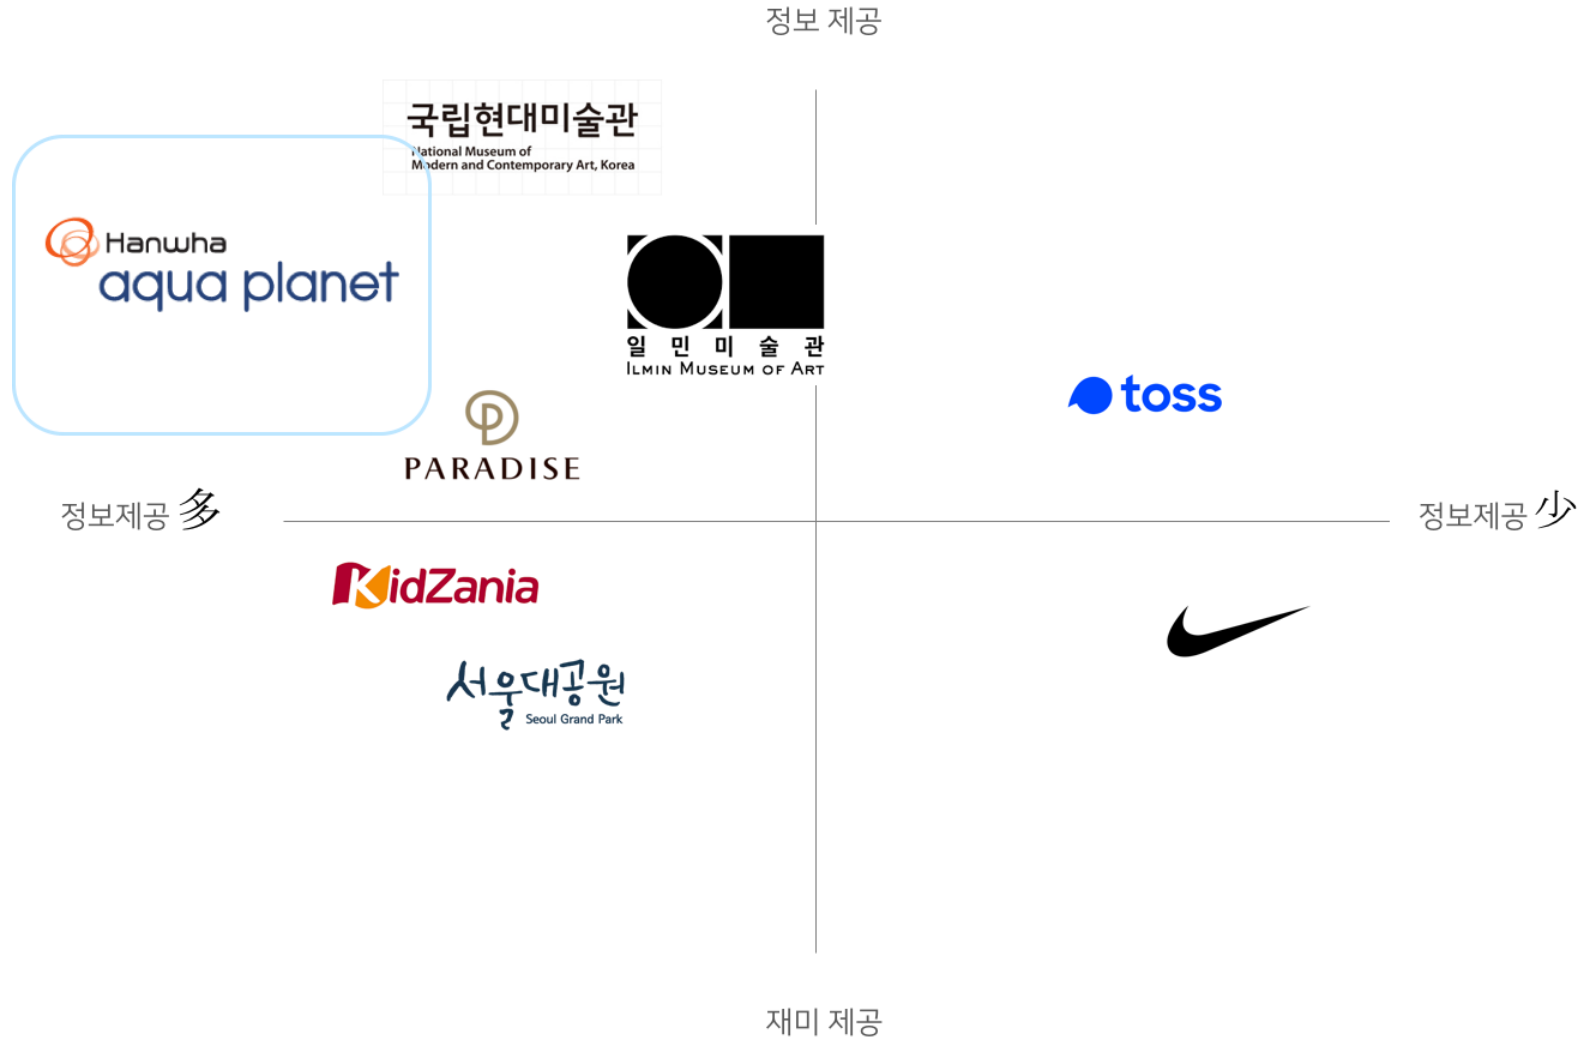 정보 제공
국립현대미술관
National Museum of
Modern and Contemporary Art, Korea
Hanwha
aqua planet
일민미술관
ILMIN MUSEUM OF ART
toss
PARADISE
정보제공 多
정보제공 少
KidZania
서울대공원
Seoul Grand Park
재미 제공